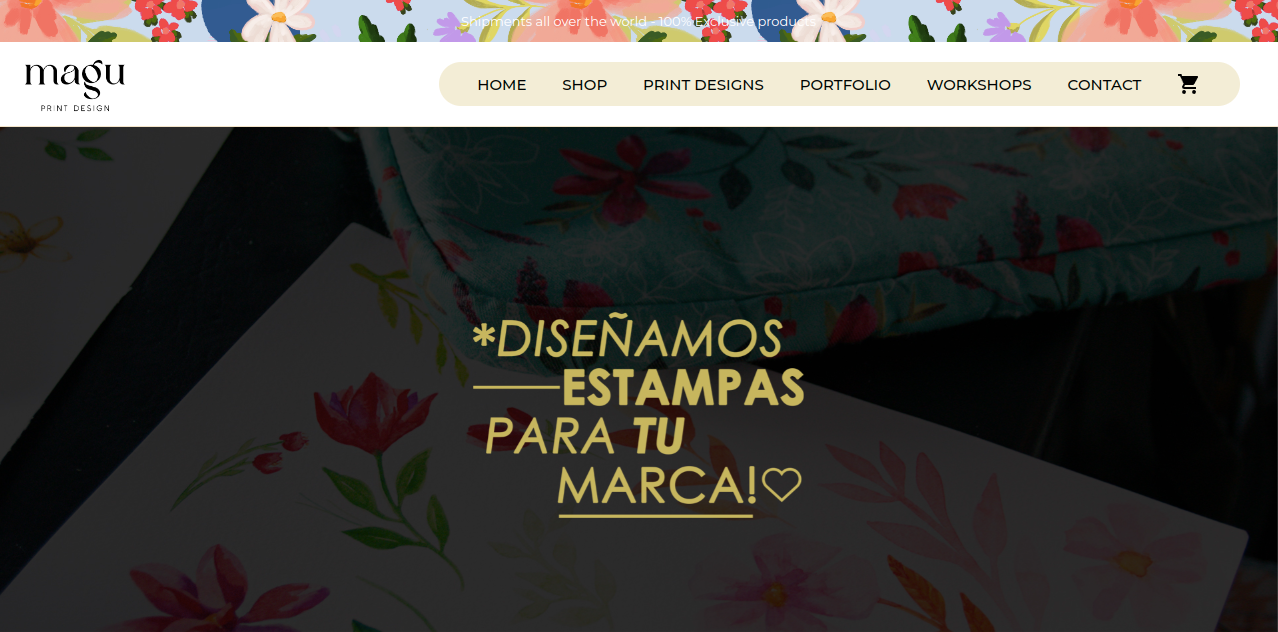 Shipments all over the world - 100% Exclusive products
magu
PRINT DESIGN
HOME SHOP PRINT DESIGNS PORTFOLIO WORKSHOPS CONTACT
*DISEÑAMOS
ESTAMPAS
PARA TU
MARCA!